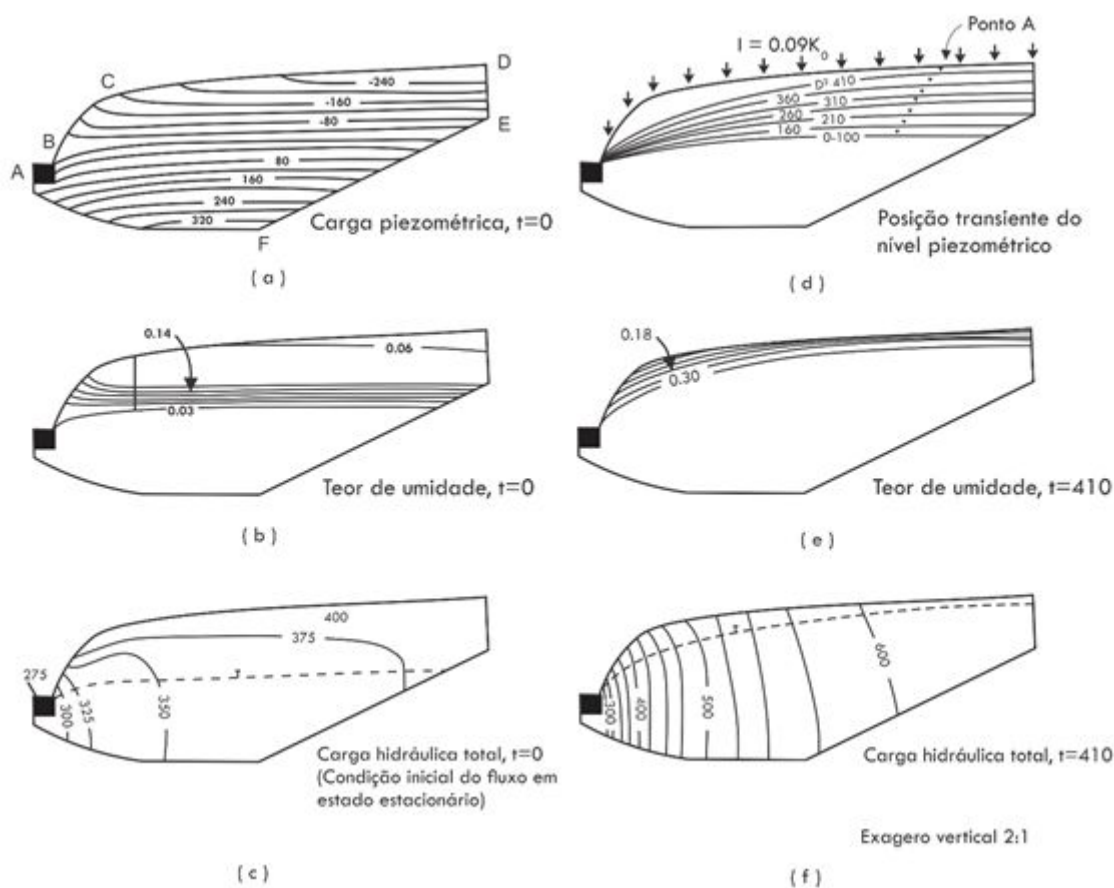 C
D
-240
-160
-80
B
E
A
80
160
240
320
F
Carga piezométrica, t=0
( a )
Ponto A
I = 0.09K₀
410
360
310
260
210
160
0-100
Posição transiente do
nível piezométrico
( d )
0.14
0.06
0.03
Teor de umidade, t=0
( b )
0.18
0.30
Teor de umidade, t=410
( e )
400
375
275
300
325
350
Carga hidráulica total, t=0
(Condição inicial do fluxo em
estado estacionário)
( c )
300
400
500
600
Carga hidráulica total, t=410
Exagero vertical 2:1
( f )